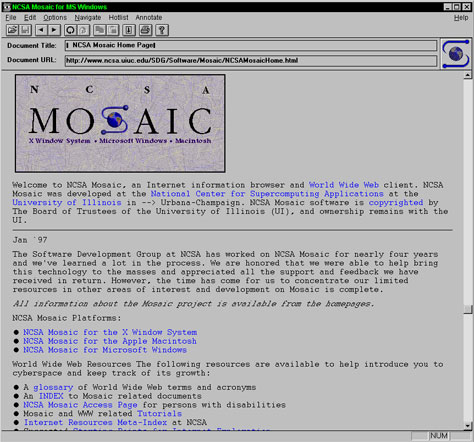 NCSA Mosaic for MS Windows
File Edit Options Navigate Hotlist Annotate Help
Document Title: NCSA Mosaic Home Page
Document URL: http://www.ncsa.uiuc.edu/SDG/Software/Mosaic/NCSAMosaicHome.html
N C S A
MOSAIC
X Window System • Microsoft Windows • Macintosh
Welcome to NCSA Mosaic, an Internet information browser and World Wide Web client. NCSA
Mosaic was developed at the National Center for Supercomputing Applications at the
University of Illinois in --> Urbana-Champaign. NCSA Mosaic software is copyrighted by
The Board of Trustees of the University of Illinois (UI), and ownership remains with the
UI.
Jan `97
The Software Development Group at NCSA has worked on NCSA Mosaic for nearly four years
and we've learned a lot in the process. We are honored that we were able to help bring
this technology to the masses and appreciated all the support and feedback we have
received in return. However, the time has come for us to concentrate our limited
resources in other areas of interest and development on Mosaic is complete.
All information about the Mosaic project is available from the homepages.
NCSA Mosaic Platforms:
● NCSA Mosaic for the X Window System
● NCSA Mosaic for the Apple Macintosh
● NCSA Mosaic for Microsoft Windows
World Wide Web Resources The following resources are available to help introduce you to
cyberspace and keep track of its growth:
● A glossary of World Wide Web terms and acronyms
● An INDEX to Mosaic related documents
● NCSA Mosaic Access Page for persons with disabilities
● Mosaic and WWW related Tutorials
● Internet Resources Meta-Index at NCSA
NUM